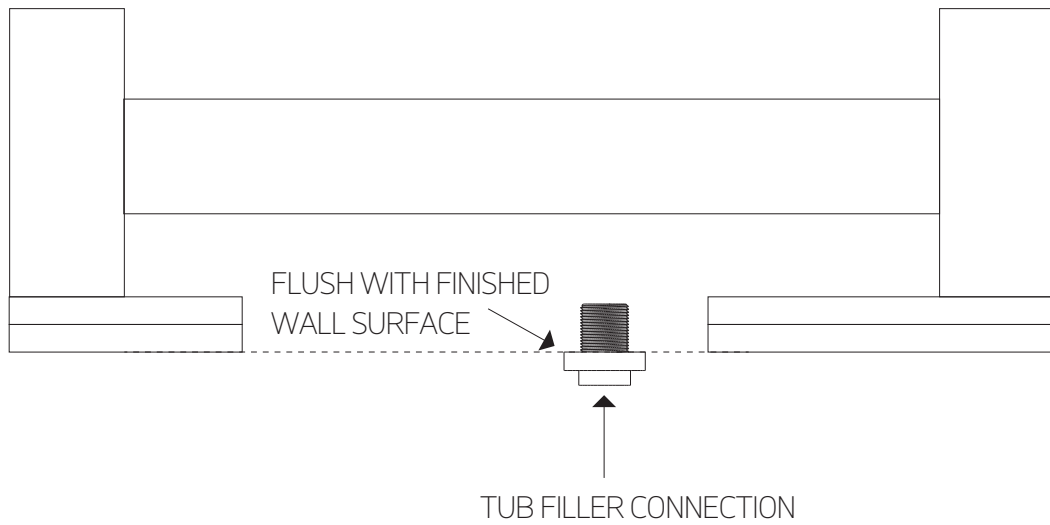 FLUSH WITH FINISHED
WALL SURFACE
TUB FILLER CONNECTION